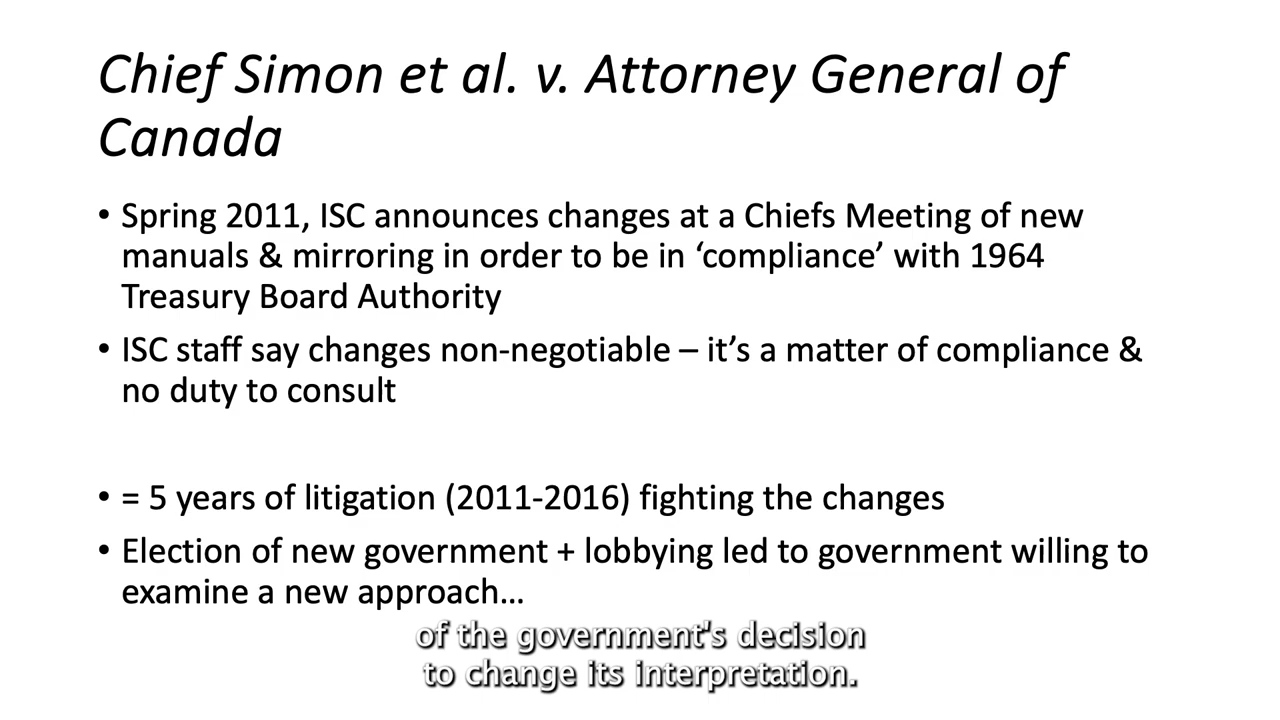 Chief Simon et al. v. Attorney General of
Canada
• Spring 2011, ISC announces changes at a Chiefs Meeting of new
manuals & mirroring in order to be in ‘compliance’ with 1964
Treasury Board Authority
• ISC staff say changes non-negotiable – it’s a matter of compliance &
no duty to consult
• = 5 years of litigation (2011-2016) fighting the changes
• Election of new government + lobbying led to government willing to
examine a new approach…
of the government's decision
to change its interpretation.